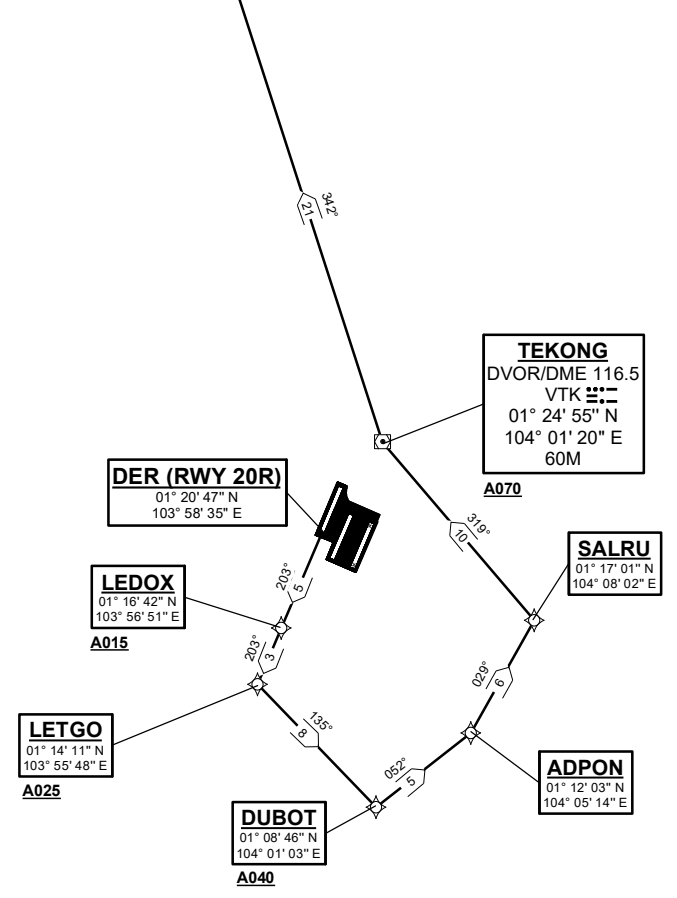 342°
21
TEKONG
DVOR/DME 116.5
VTK
01° 24' 55" N
104° 01' 20" E
60M
A070
DER (RWY 20R)
01° 20' 47" N
103° 58' 35" E
319°
10
SALRU
01° 17' 01" N
104° 08' 02" E
LEDOX
01° 16' 42" N
103° 56' 51" E
A015
203°
5
203°
3
029°
6
LETGO
01° 14' 11" N
103° 55' 48" E
A025
135°
8
052°
5
ADPON
01° 12' 03" N
104° 05' 14" E
DUBOT
01° 08' 46" N
104° 01' 03" E
A040